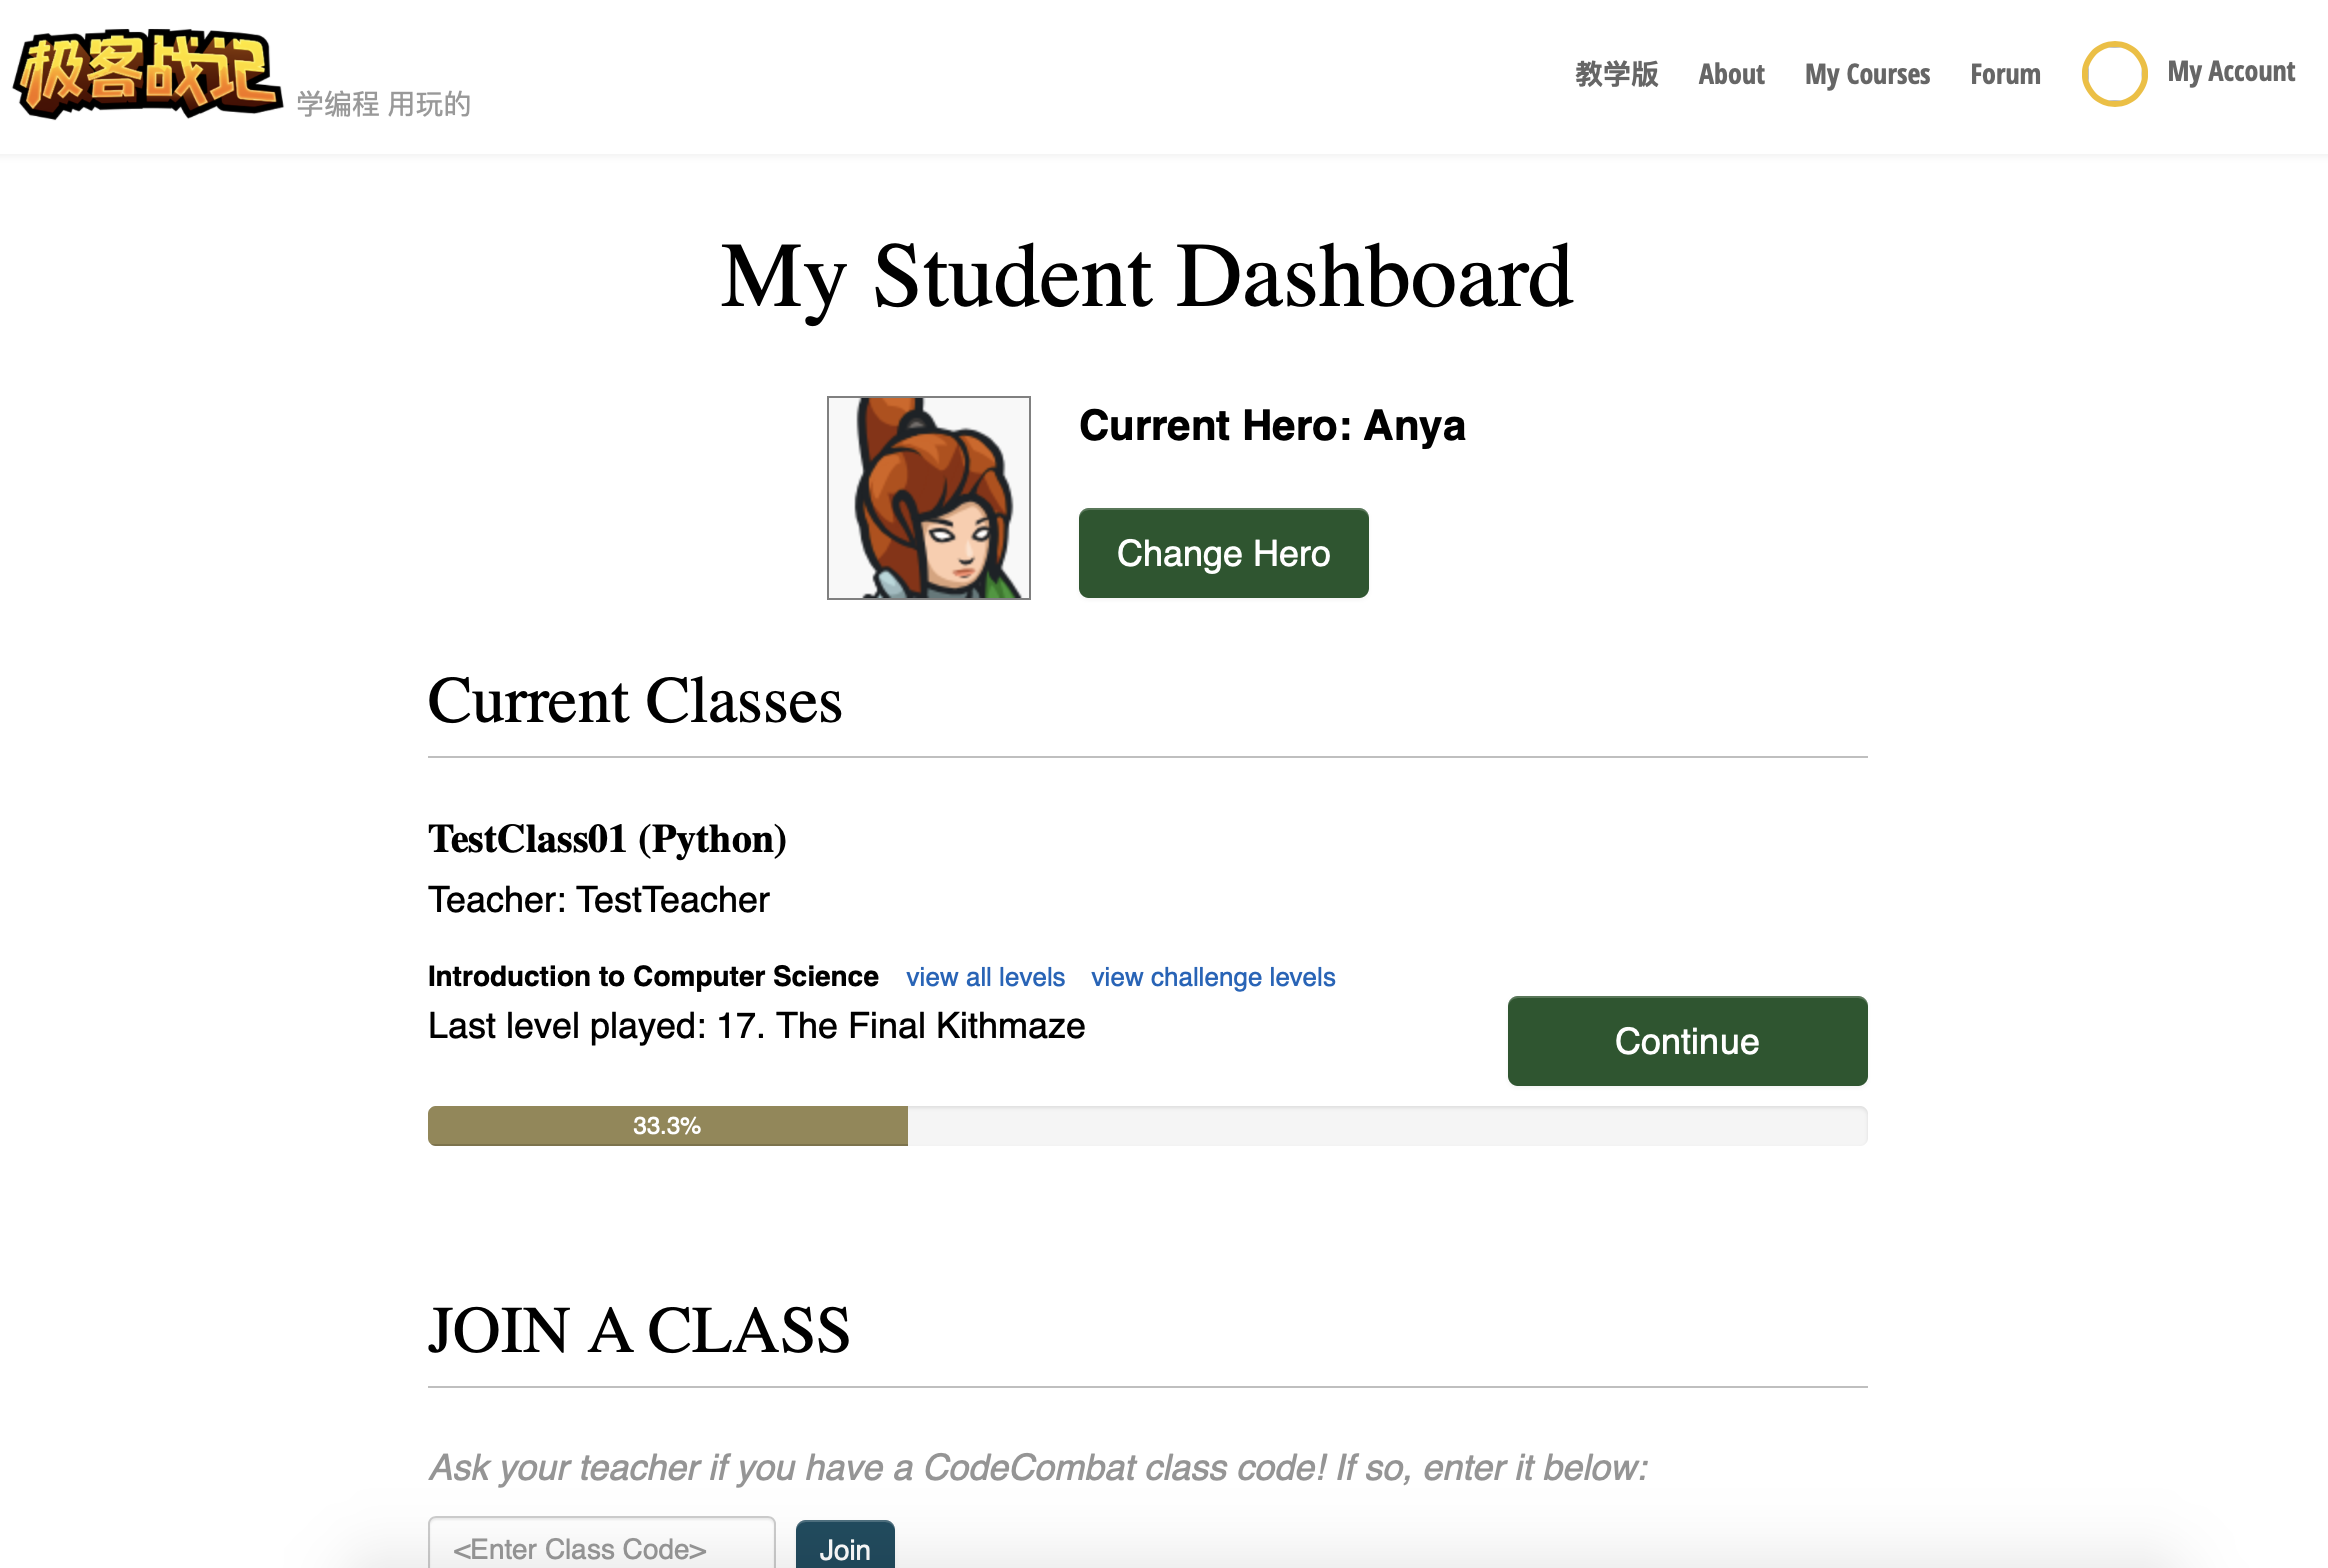 极客战记
学编程 用玩的
教学版 About My Courses Forum My Account
My Student Dashboard
Current Hero: Anya
Change Hero
Current Classes
TestClass01 (Python)
Teacher: TestTeacher
Introduction to Computer Science view all levels view challenge levels
Last level played: 17. The Final Kithmaze
Continue
33.3%
JOIN A CLASS
Ask your teacher if you have a CodeCombat class code! If so, enter it below:
<Enter Class Code> Join